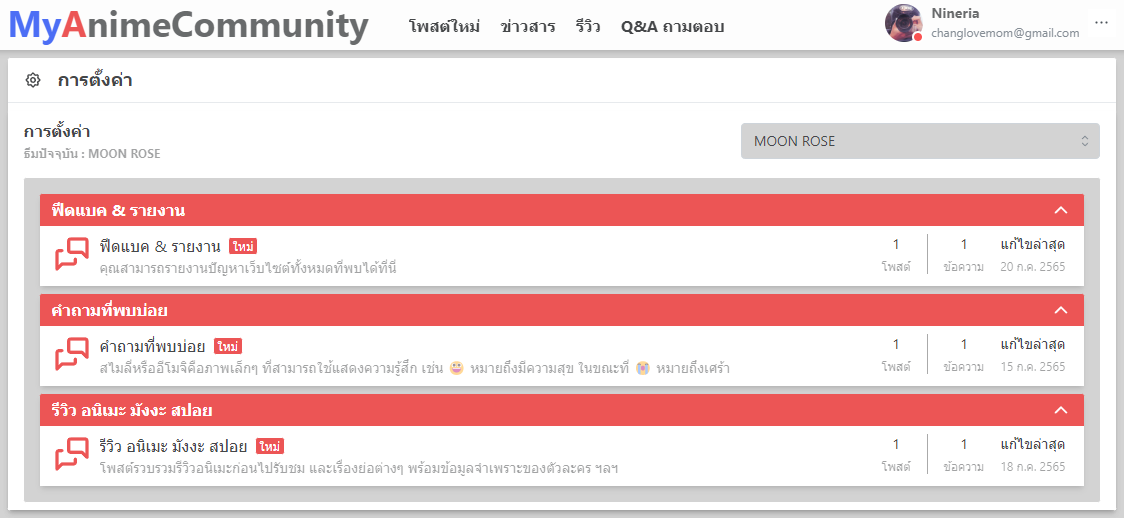 MyAnimeCommunity โพสต์ใหม่ ข่าวสาร รีวิว Q&A ถามตอบ
Nineria
changlovemom@gmail.com
การตั้งค่า
การตั้งค่า
ธีมปัจจุบัน : MOON ROSE
MOON ROSE
ฟีดแบค & รายงาน
ฟีดแบค & รายงาน ใหม่
คุณสามารถรายงานปัญหาเว็บไซต์ทั้งหมดที่พบได้ที่นี่
1 1 แก้ไขล่าสุด
โพสต์ ข้อความ 20 ก.ค. 2565
คำถามที่พบบ่อย
คำถามที่พบบ่อย ใหม่
สไมลี่หรืออีโมจิคือภาพเล็กๆ ที่สามารถใช้แสดงความรู้สึก เช่น 😀 หมายถึงมีความสุข ในขณะที่ 😭 หมายถึงเศร้า
1 1 แก้ไขล่าสุด
โพสต์ ข้อความ 15 ก.ค. 2565
รีวิว อนิเมะ มังงะ สปอย
รีวิว อนิเมะ มังงะ สปอย ใหม่
โพสต์รวบรวมรีวิวอนิเมะก่อนไปรับชม และเรื่องย่อต่างๆ พร้อมข้อมูลจำเพราะของตัวละคร ฯลฯ
1 1 แก้ไขล่าสุด
โพสต์ ข้อความ 18 ก.ค. 2565